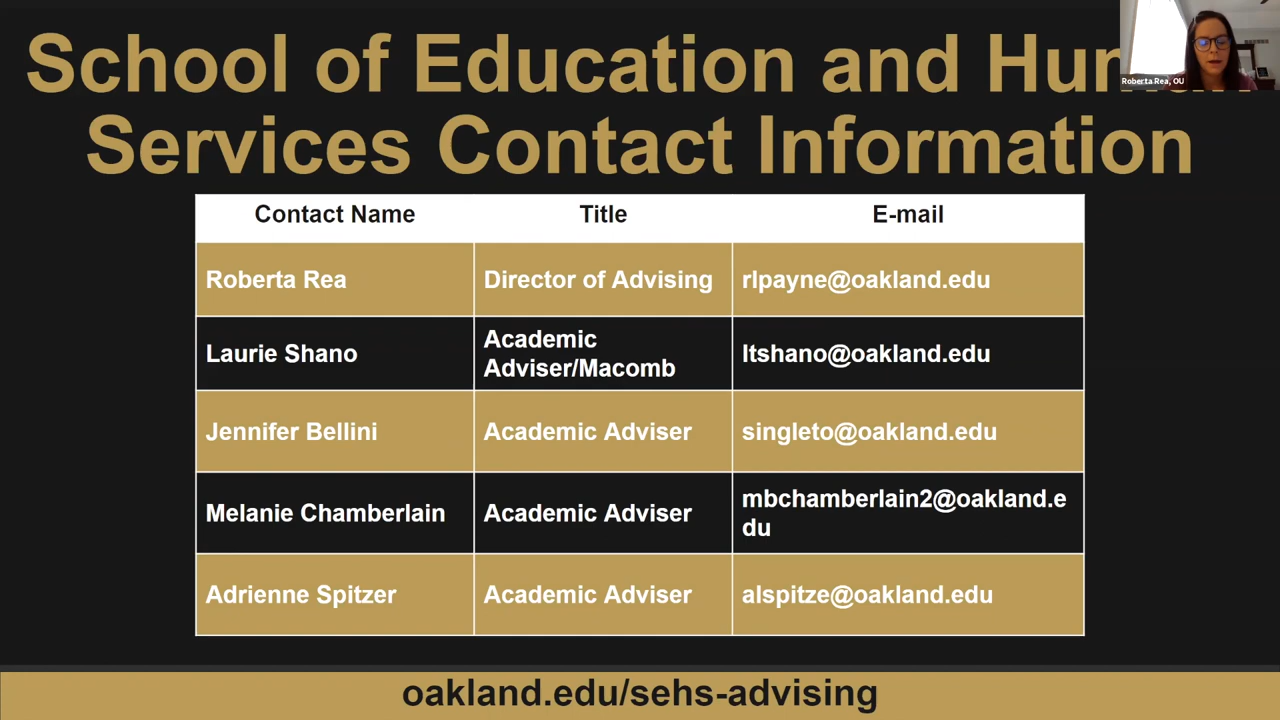 School of Education and Human
Services Contact Information
Roberta Rea, OU
Contact Name Title E-mail
Roberta Rea Director of Advising rlpayne@oakland.edu
Laurie Shano Academic Adviser/Macomb ltshano@oakland.edu
Jennifer Bellini Academic Adviser singleto@oakland.edu
Melanie Chamberlain Academic Adviser mbchamberlain2@oakland.e
du
Adrienne Spitzer Academic Adviser alspitze@oakland.edu
oakland.edu/sehs-advising